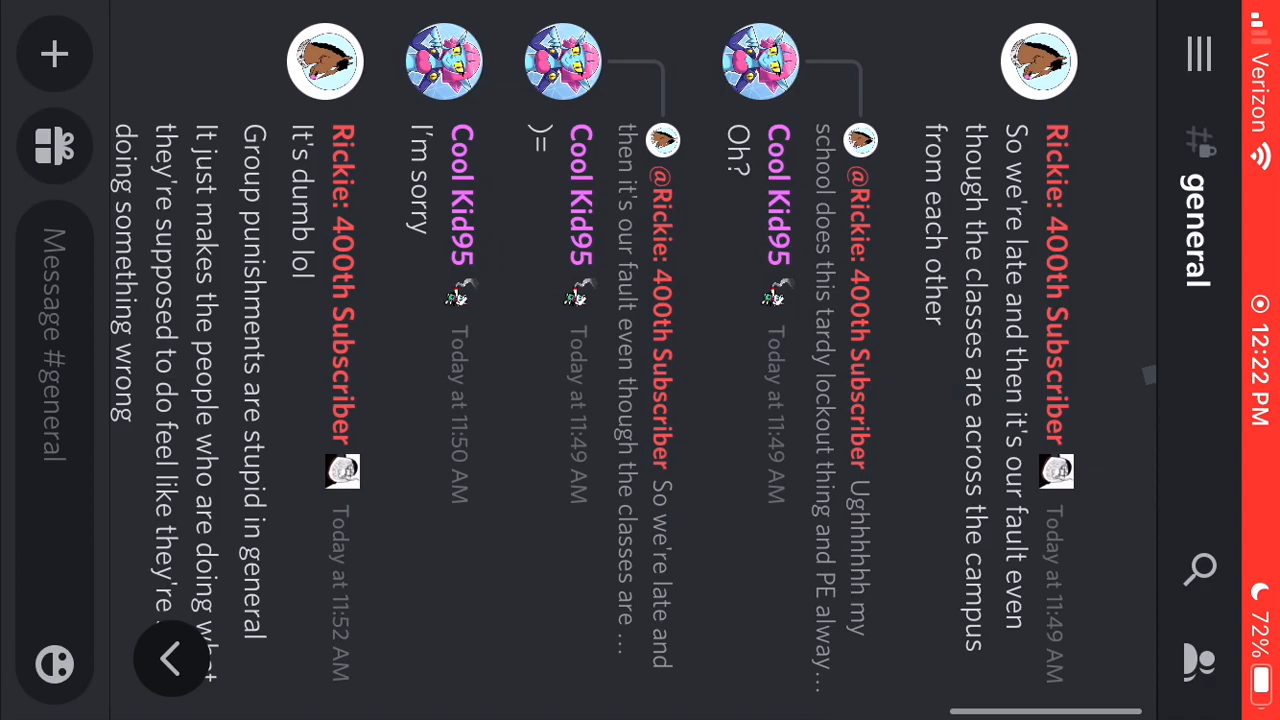 Verizon 12:22 PM 72%
general
Rickie: 400th Subscriber Today at 11:49 AM
So we're late and then it's our fault even
though the classes are across the campus
from each other
@Rickie: 400th Subscriber Ughhhhhh my
school does this tardy lockout thing and PE alway...
Cool Kid95 Today at 11:49 AM
Oh?
@Rickie: 400th Subscriber So we're late and
then it's our fault even though the classes are ...
Cool Kid95 Today at 11:49 AM
)=
Cool Kid95 Today at 11:50 AM
I'm sorry
Rickie: 400th Subscriber Today at 11:52 AM
It's dumb lol
Group punishments are stupid in general
It just makes the people who are doing what
they're supposed to do feel like they're
doing something wrong
Message #general